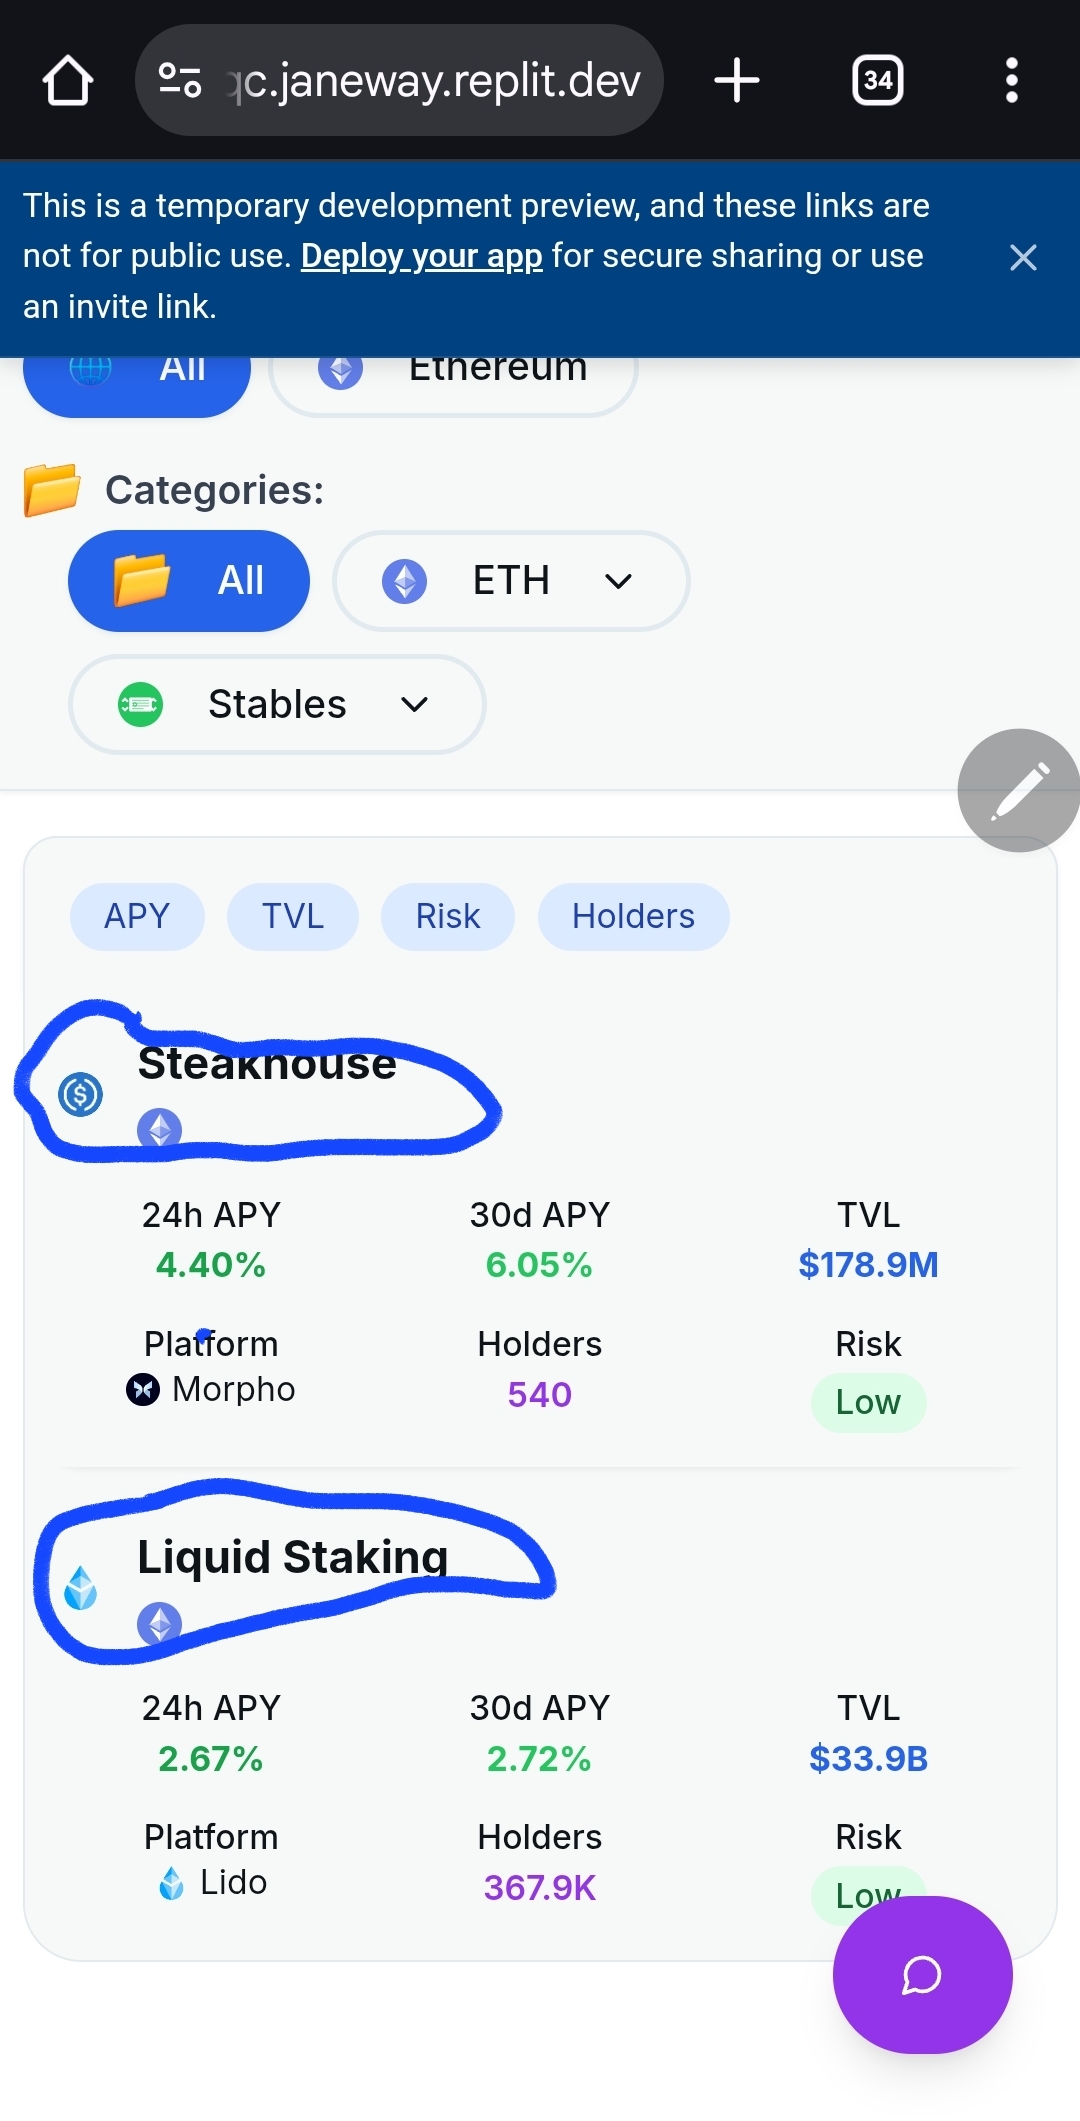 qc.janeway.replit.dev
34
This is a temporary development preview, and these links are
not for public use. Deploy your app for secure sharing or use
an invite link.
All Ethereum
Categories:
All ETH
Stables
APY TVL Risk Holders
Steakhouse
24h APY 30d APY TVL
4.40% 6.05% $178.9M
Platform Holders Risk
Morpho 540 Low
Liquid Staking
24h APY 30d APY TVL
2.67% 2.72% $33.9B
Platform Holders Risk
Lido 367.9K Low